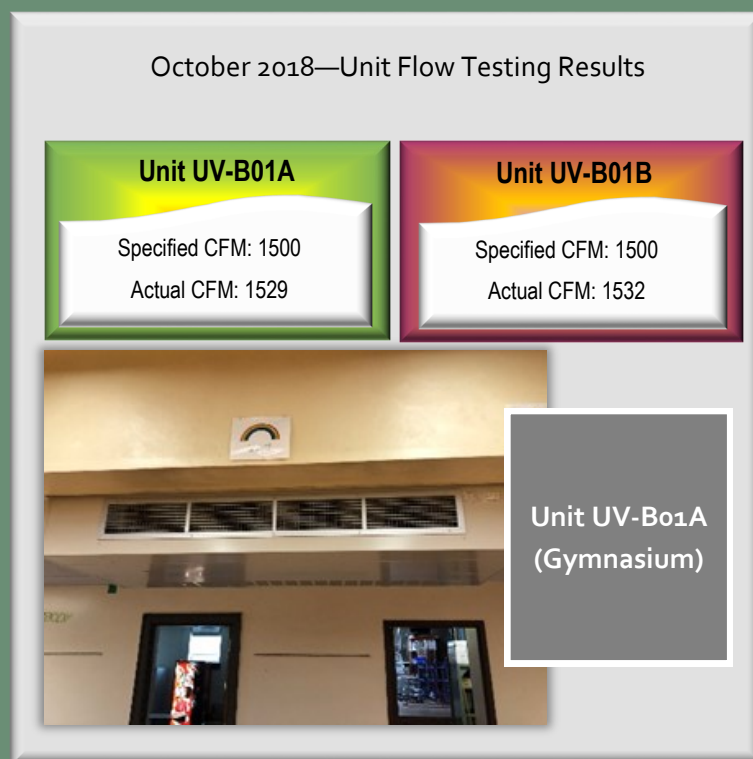 October 2018—Unit Flow Testing Results
Unit UV-B01A
Specified CFM: 1500
Actual CFM: 1529
Unit UV-B01B
Specified CFM: 1500
Actual CFM: 1532
Unit UV-B01A
(Gymnasium)